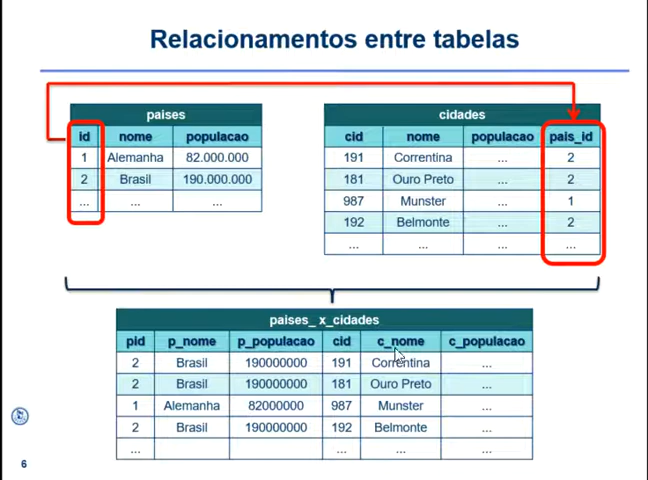 Relacionamentos entre tabelas
paises
id nome populacao
1 Alemanha 82.000.000
2 Brasil 190.000.000
... ... ...
cidades
cid nome populacao pais_id
191 Correntina ... 2
181 Ouro Preto ... 2
987 Munster ... 1
192 Belmonte ... 2
... ... ... ...
paises_ x_cidades
pid p_nome p_populacao cid c_nome c_populacao
2 Brasil 190000000 191 Correntina ...
2 Brasil 190000000 181 Ouro Preto ...
1 Alemanha 82000000 987 Munster ...
2 Brasil 190000000 192 Belmonte ...
... ... ... ...
6